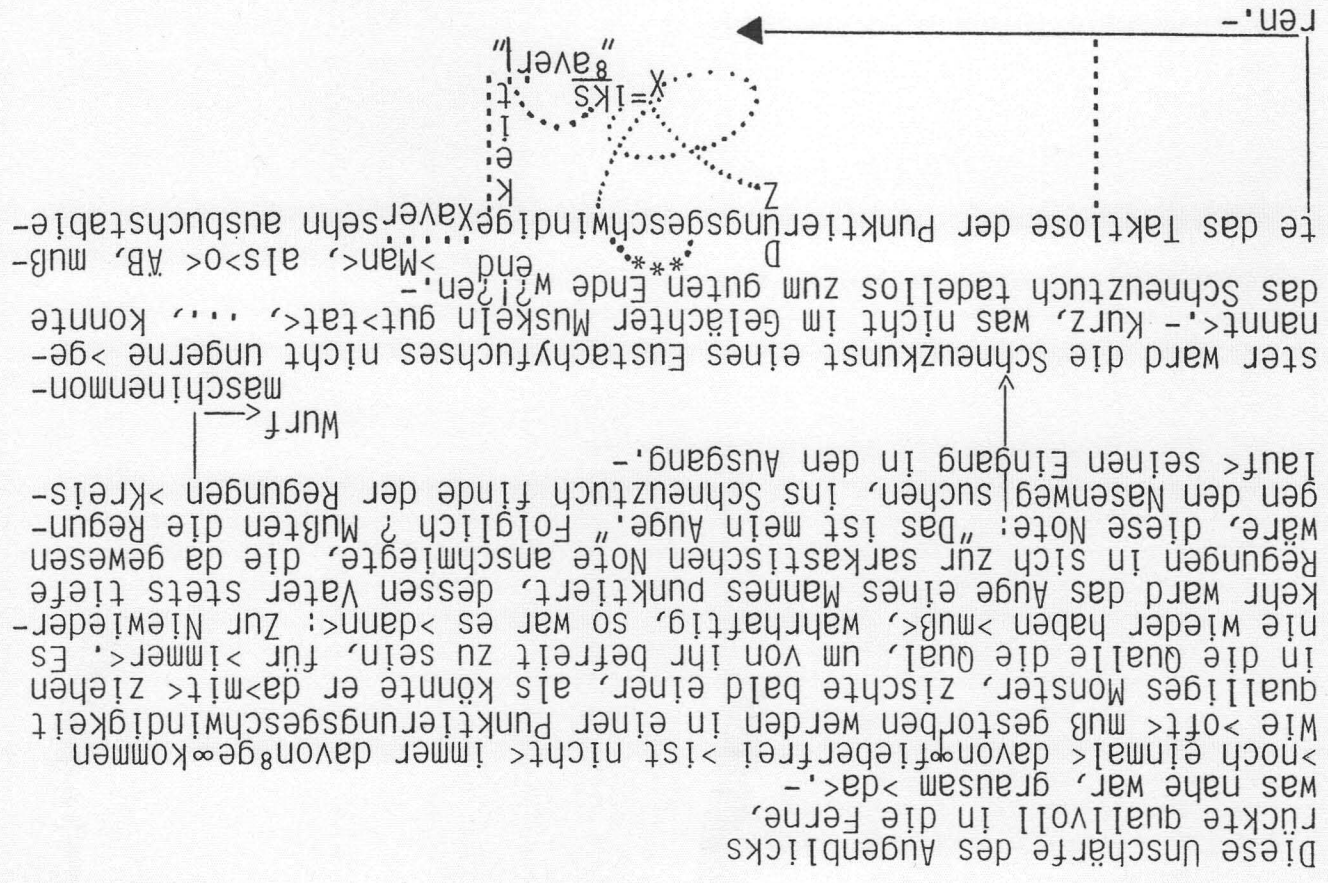 Diese Unschärfe des Augenblicks
rückte qualvoll in die Ferne,
was nahe war, grausam >da<.-
>noch einmal< davon∞fieberfrei >ist nicht< immer davon8ge∞kommen
wie >oft< muß gestorben werden in einer Punktierungsgeschwindigkeit
qualliges Monster, zischte bald einer, als könnte er da>mit< ziehen
in die Qualle die Qual, um von ihr befreit zu sein, für >immer<. Es
nie wieder haben >muß<, wahrhaftig, so war es >dann<: Zur NieWieder-
kehr ward das Auge eines Mannes punktiert, dessen Vater stets tiefe
Regungen in sich zur sarkastischen Note anschmiegte, die da gewesen
wäre, diese Note: "Das ist mein Auge." Folglich ? Mußten die Regun-
gen den Nasenweg suchen, ins Schneuztuch finde der Regungen >Kreis-
lauf< seinen Eingang in den Ausgang.-
Wurf
maschinenmon-
ster ward die Schneuzkunst eines Eustachyfuchses nicht ungerne >ge-
nannt<.- Kurz, was nicht im Gelächter Muskeln gut>tat<, ..., konnte
das Schneuztuch tadellos zum guten Ende w?!?en.-
D *** end >Man<, als>o< ÄB, muß-
te das Taktlose der PunktierungsgeschwindigeXaversehn ausbuchstabie-
Z K
e
i
X=iks t
8
"aver"
ren.-